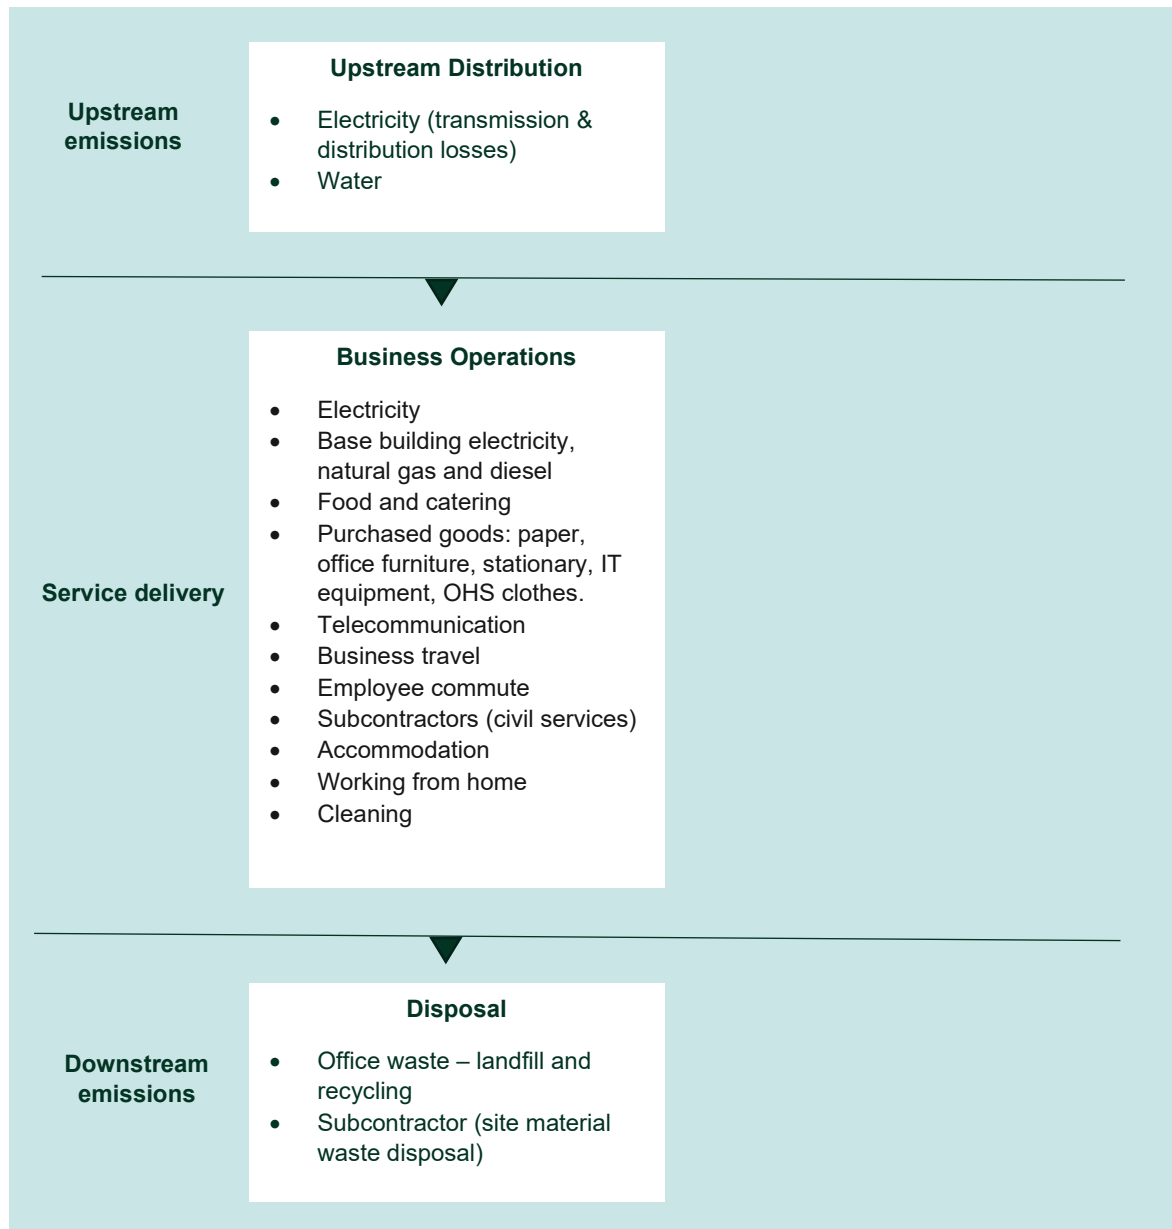 Upstream
emissions
Upstream Distribution
• Electricity (transmission &
distribution losses)
• Water
Service delivery
Business Operations
• Electricity
• Base building electricity,
natural gas and diesel
• Food and catering
• Purchased goods: paper,
office furniture, stationary, IT
equipment, OHS clothes.
• Telecommunication
• Business travel
• Employee commute
• Subcontractors (civil services)
• Accommodation
• Working from home
• Cleaning
Downstream
emissions
Disposal
• Office waste – landfill and
recycling
• Subcontractor (site material
waste disposal)